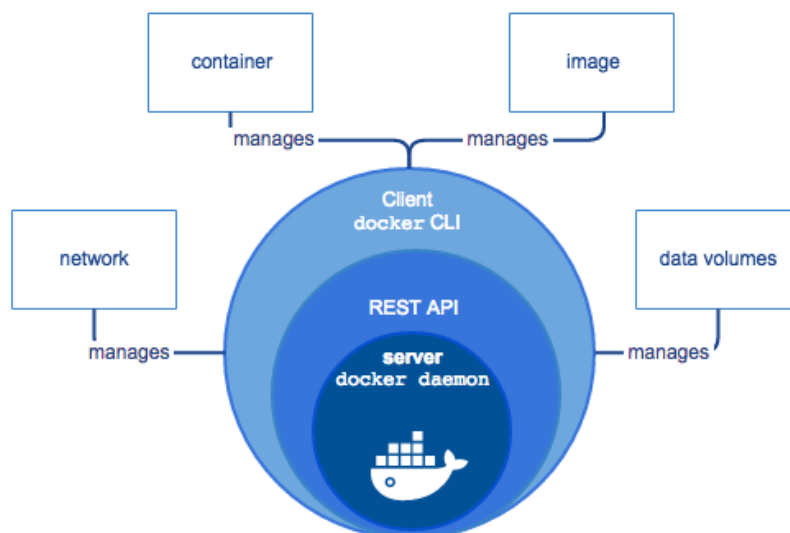 container
image
manages
manages
Client
docker CLI
network
data volumes
REST API
manages
server
manages
docker daemon